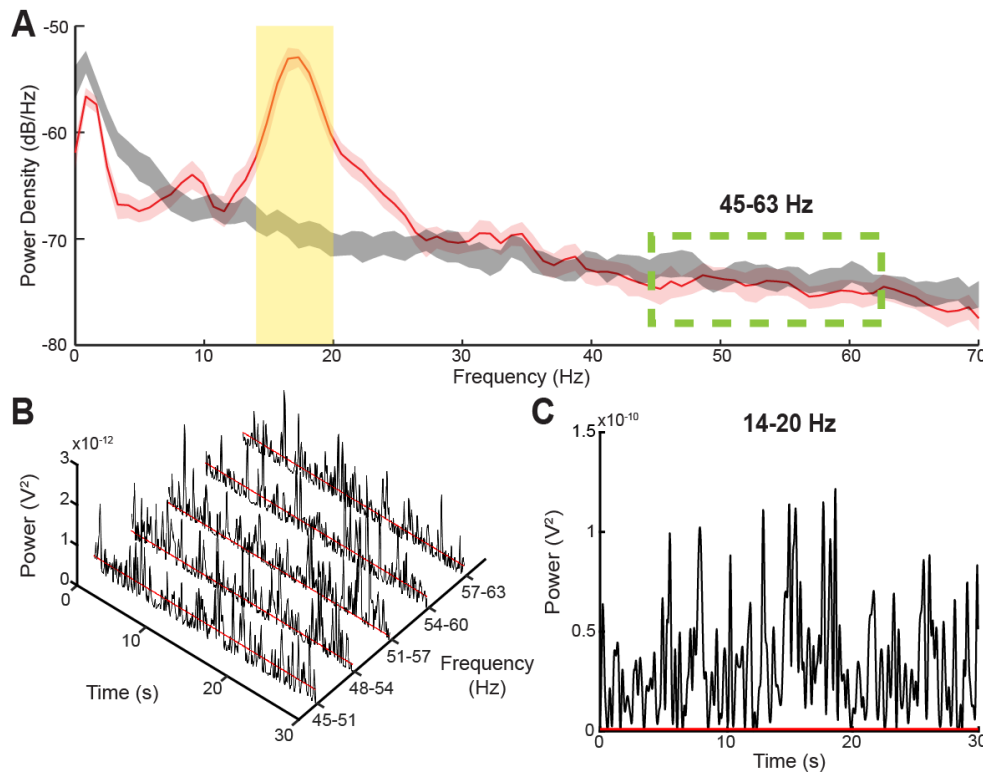 A
Power Density (dB/Hz)
-50
-60
-70
-80
45-63 Hz
0
10
20
30
40
50
60
70
Frequency (Hz)
B
x10⁻¹²
Power (V²)
3
2
1
0
0
10
20
30
Time (s)
57-63
54-60
51-57
48-54
45-51
Frequency
(Hz)
C
x10⁻¹⁰
14-20 Hz
Power (V²)
1.5
1
0.5
0
0
10
20
30
Time (s)